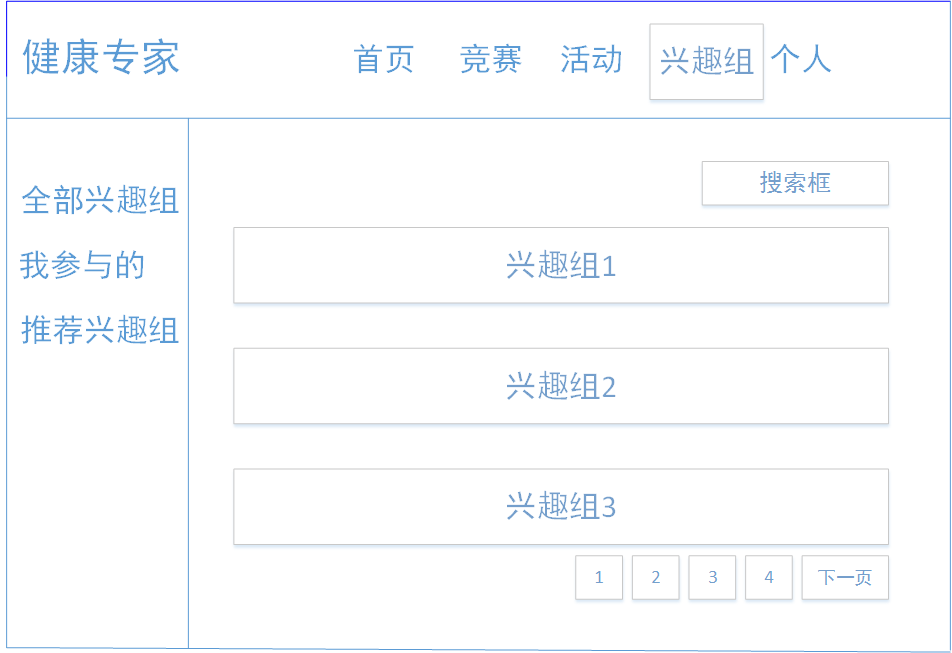 健康专家 首页 竞赛 活动 兴趣组 个人
搜索框
全部兴趣组
我参与的
推荐兴趣组
兴趣组1
兴趣组2
兴趣组3
1 2 3 4 下一页